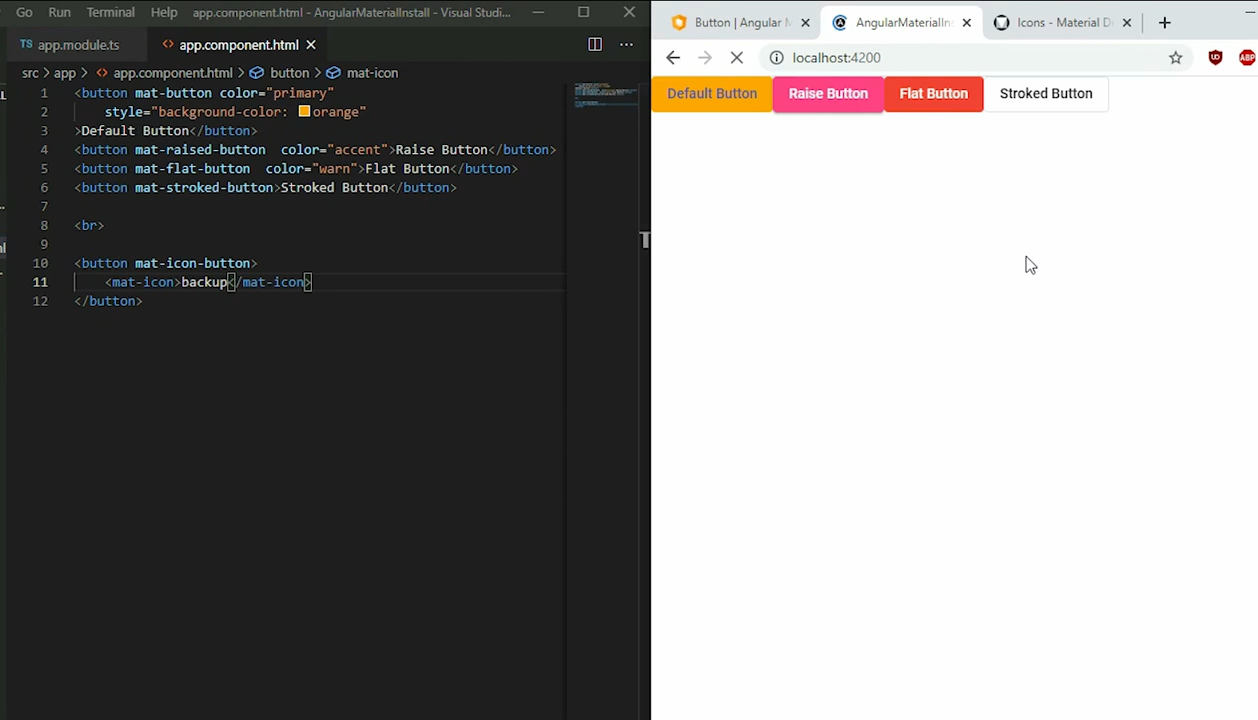 Go Run Terminal Help app.component.html - AngularMaterialInstall - Visual Studi...
TS app.module.ts <> app.component.html
src > app > <> app.component.html > button > mat-icon
1 <button mat-button color="primary"
2 style="background-color: orange"
3 >Default Button</button>
4 <button mat-raised-button color="accent">Raise Button</button>
5 <button mat-flat-button color="warn">Flat Button</button>
6 <button mat-stroked-button>Stroked Button</button>
7
8 <br>
9
10 <button mat-icon-button>
11 <mat-icon>backup</mat-icon>
12 </button>
Button | Angular M AngularMaterialIn Icons - Material D
localhost:4200
ABP
Default Button Raise Button Flat Button Stroked Button